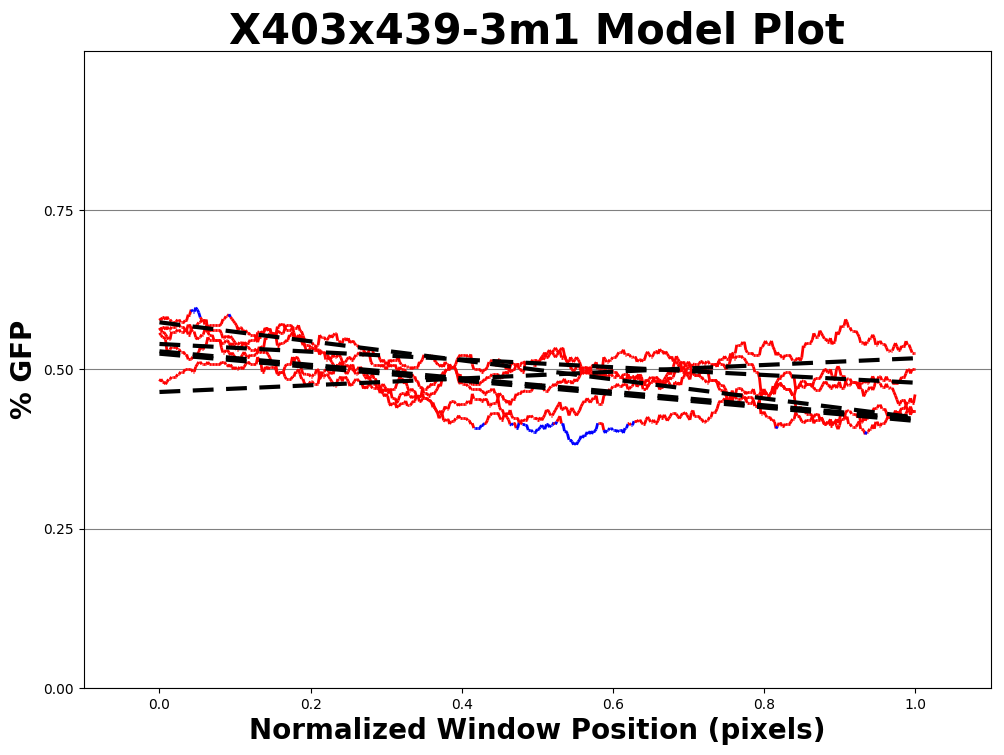 X403x439-3m1 Model Plot
% GFP
0.75
0.50
0.25
0.00
0.0 0.2 0.4 0.6 0.8 1.0
Normalized Window Position (pixels)